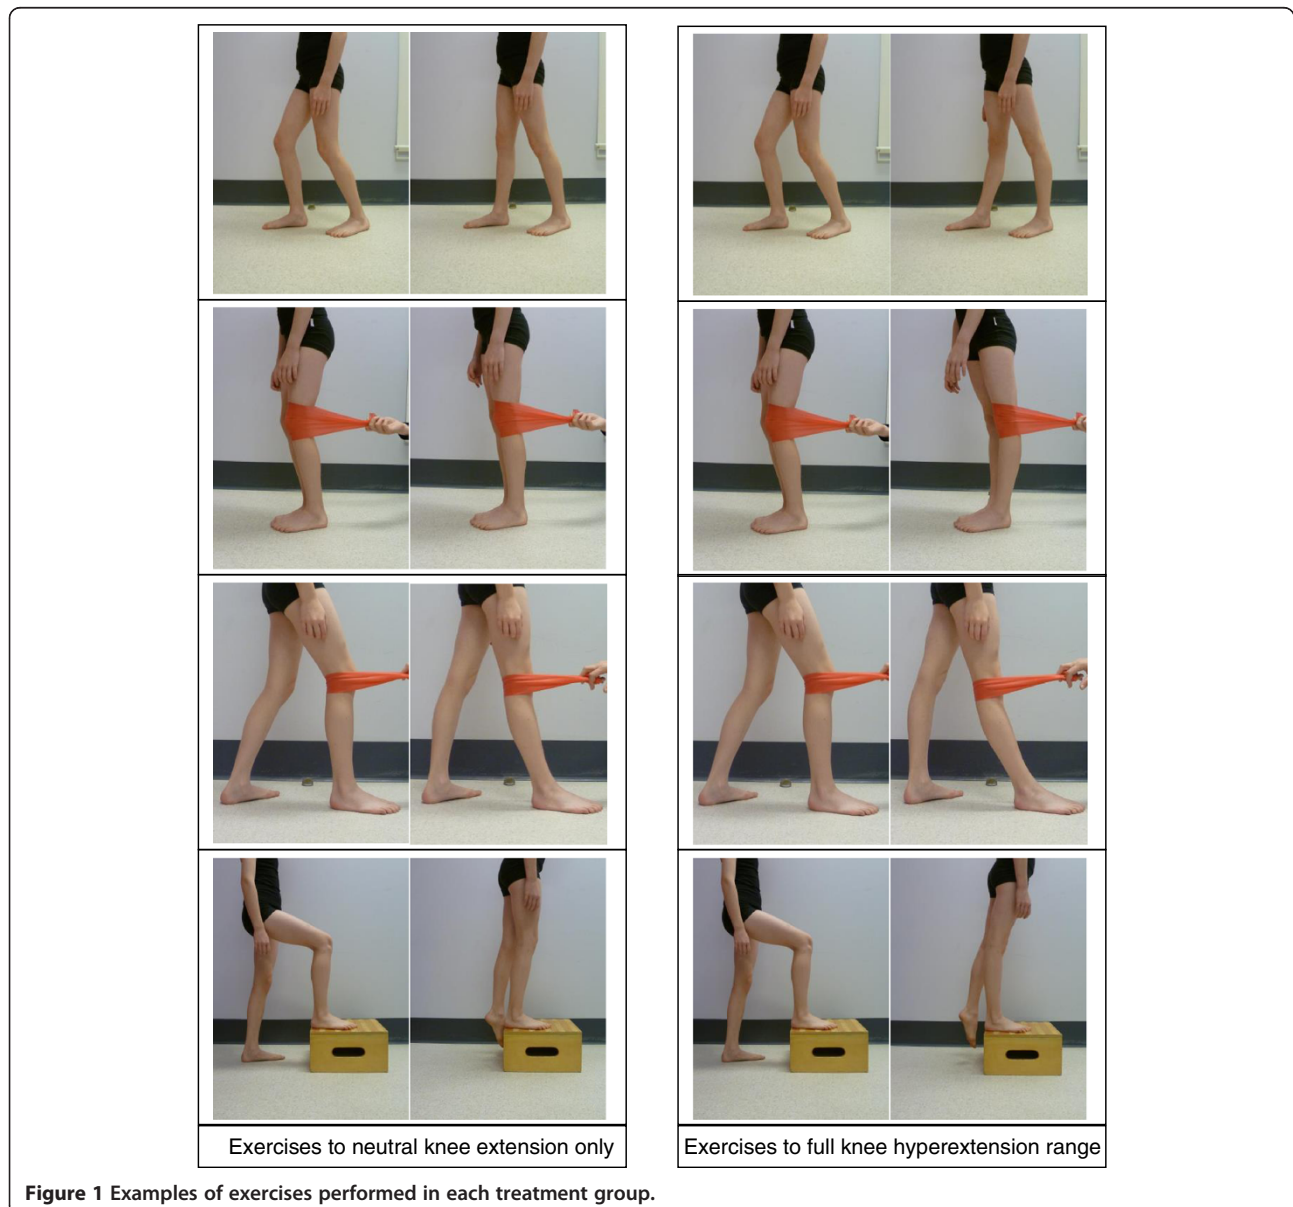 Exercises to neutral knee extension only
Exercises to full knee hyperextension range
Figure 1 Examples of exercises performed in each treatment group.